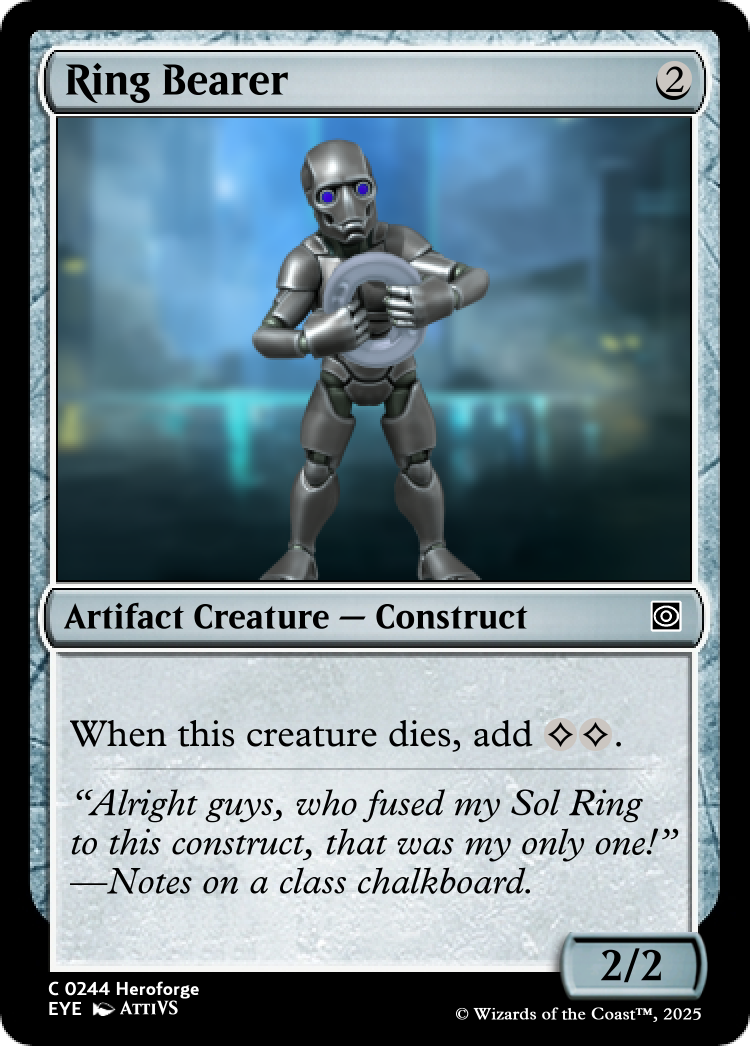 Ring Bearer 2
Artifact Creature — Construct
When this creature dies, add ◇◇.
“Alright guys, who fused my Sol Ring
to this construct, that was my only one!”
—Notes on a class chalkboard.
2/2
C 0244 Heroforge
EYE AttiVS
© Wizards of the Coast™, 2025